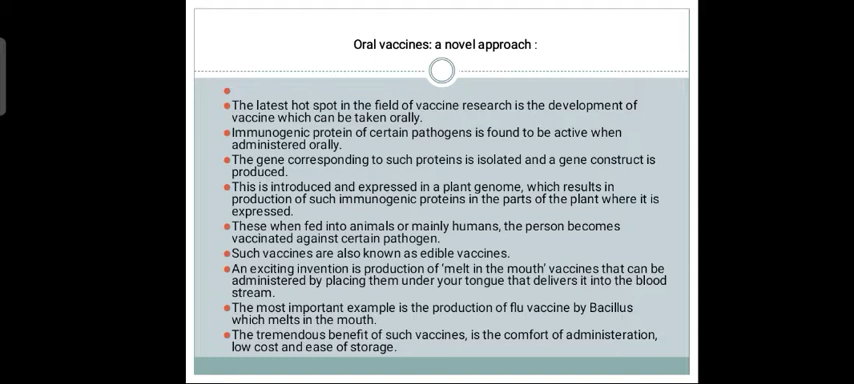 Oral vaccines: a novel approach :
The latest hot spot in the field of vaccine research is the development of
vaccine which can be taken orally.
Immunogenic protein of certain pathogens is found to be active when
administered orally.
The gene corresponding to such proteins is isolated and a gene construct is
produced.
This is introduced and expressed in a plant genome, which results in
production of such immunogenic proteins in the parts of the plant where it is
expressed.
These when fed into animals or mainly humans, the person becomes
vaccinated against certain pathogen.
Such vaccines are also known as edible vaccines.
An exciting invention is production of 'melt in the mouth' vaccines that can be
administered by placing them under your tongue that delivers it into the blood
stream.
The most important example is the production of flu vaccine by Bacillus
which melts in the mouth.
The tremendous benefit of such vaccines, is the comfort of administeration,
low cost and ease of storage.